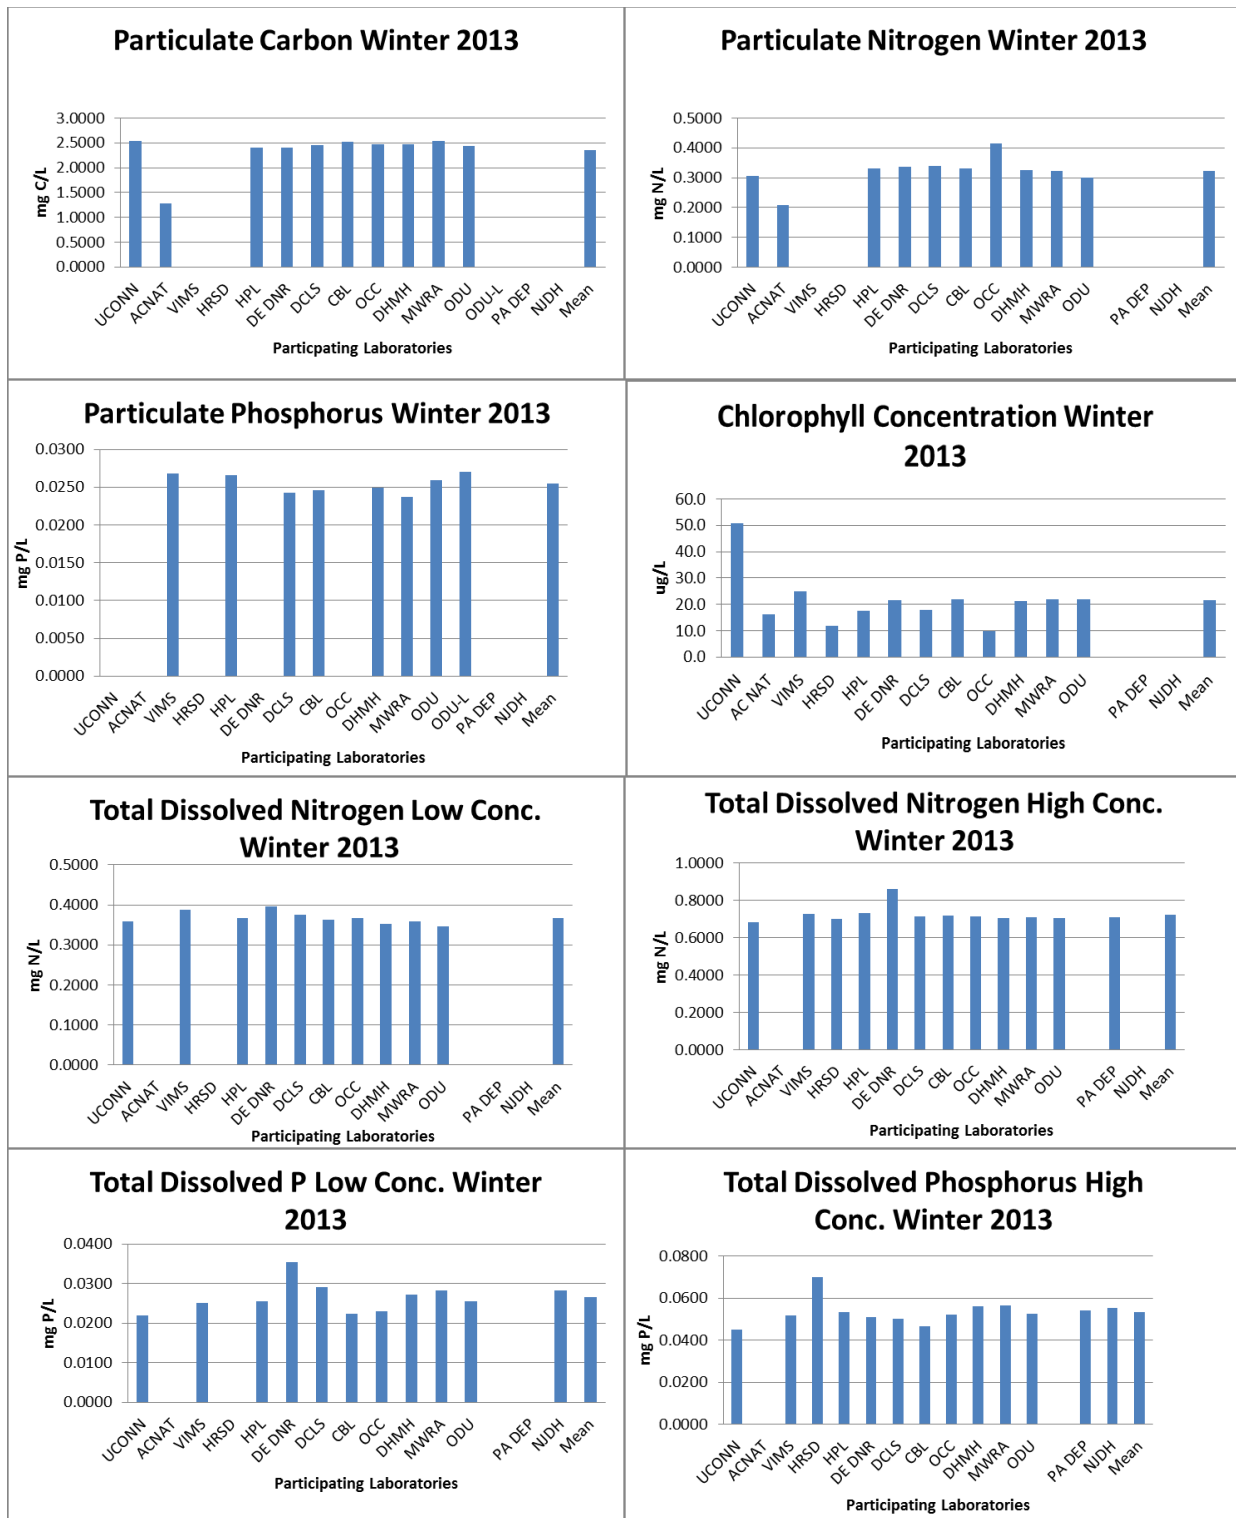 Particulate Carbon Winter 2013
3.0000
2.5000
2.0000
1.5000
1.0000
0.5000
0.0000
mg C/L
UCONN
ACNAT
VIMS
HRSD
HPL
DE DNR
DCLS
CBL
OCC
DHMH
MWRA
ODU
ODU-L
PA DEP
NJDH
Mean
Particpating Laboratories
Particulate Nitrogen Winter 2013
0.5000
0.4000
0.3000
0.2000
0.1000
0.0000
mg N/L
UCONN
ACNAT
VIMS
HRSD
HPL
DE DNR
DCLS
CBL
OCC
DHMH
MWRA
ODU
PA DEP
NJDH
Mean
Participating Laboratories
Particulate Phosphorus Winter 2013
0.0300
0.0250
0.0200
0.0150
0.0100
0.0050
0.0000
mg P/L
UCONN
ACNAT
VIMS
HRSD
HPL
DE DNR
DCLS
CBL
OCC
DHMH
MWRA
ODU
ODU-L
PA DEP
NJDH
Mean
Participating Laboratories
Chlorophyll Concentration Winter
2013
60.0
50.0
40.0
30.0
20.0
10.0
0.0
ug/L
UCONN
AC NAT
VIMS
HRSD
HPL
DE DNR
DCLS
CBL
OCC
DHMH
MWRA
ODU
PA DEP
NJDH
Mean
Participating Laboratories
Total Dissolved Nitrogen Low Conc.
Winter 2013
0.5000
0.4000
0.3000
0.2000
0.1000
0.0000
mg N/L
UCONN
ACNAT
VIMS
HRSD
HPL
DE DNR
DCLS
CBL
OCC
DHMH
MWRA
ODU
PA DEP
NJDH
Mean
Participating Laboratories
Total Dissolved Nitrogen High Conc.
Winter 2013
1.0000
0.8000
0.6000
0.4000
0.2000
0.0000
mg N/L
UCONN
ACNAT
VIMS
HRSD
HPL
DE DNR
DCLS
CBL
OCC
DHMH
MWRA
ODU
PA DEP
NJDH
Mean
Participating Laboratories
Total Dissolved P Low Conc. Winter
2013
0.0400
0.0300
0.0200
0.0100
0.0000
mg P/L
UCONN
ACNAT
VIMS
HRSD
HPL
DE DNR
DCLS
CBL
OCC
DHMH
MWRA
ODU
PA DEP
NJDH
Mean
Participating Laboratories
Total Dissolved Phosphorus High
Conc. Winter 2013
0.0800
0.0600
0.0400
0.0200
0.0000
mg P/L
UCONN
ACNAT
VIMS
HRSD
HPL
DE DNR
DCLS
CBL
OCC
DHMH
MWRA
ODU
PA DEP
NJDH
Mean
Participating Laboratories